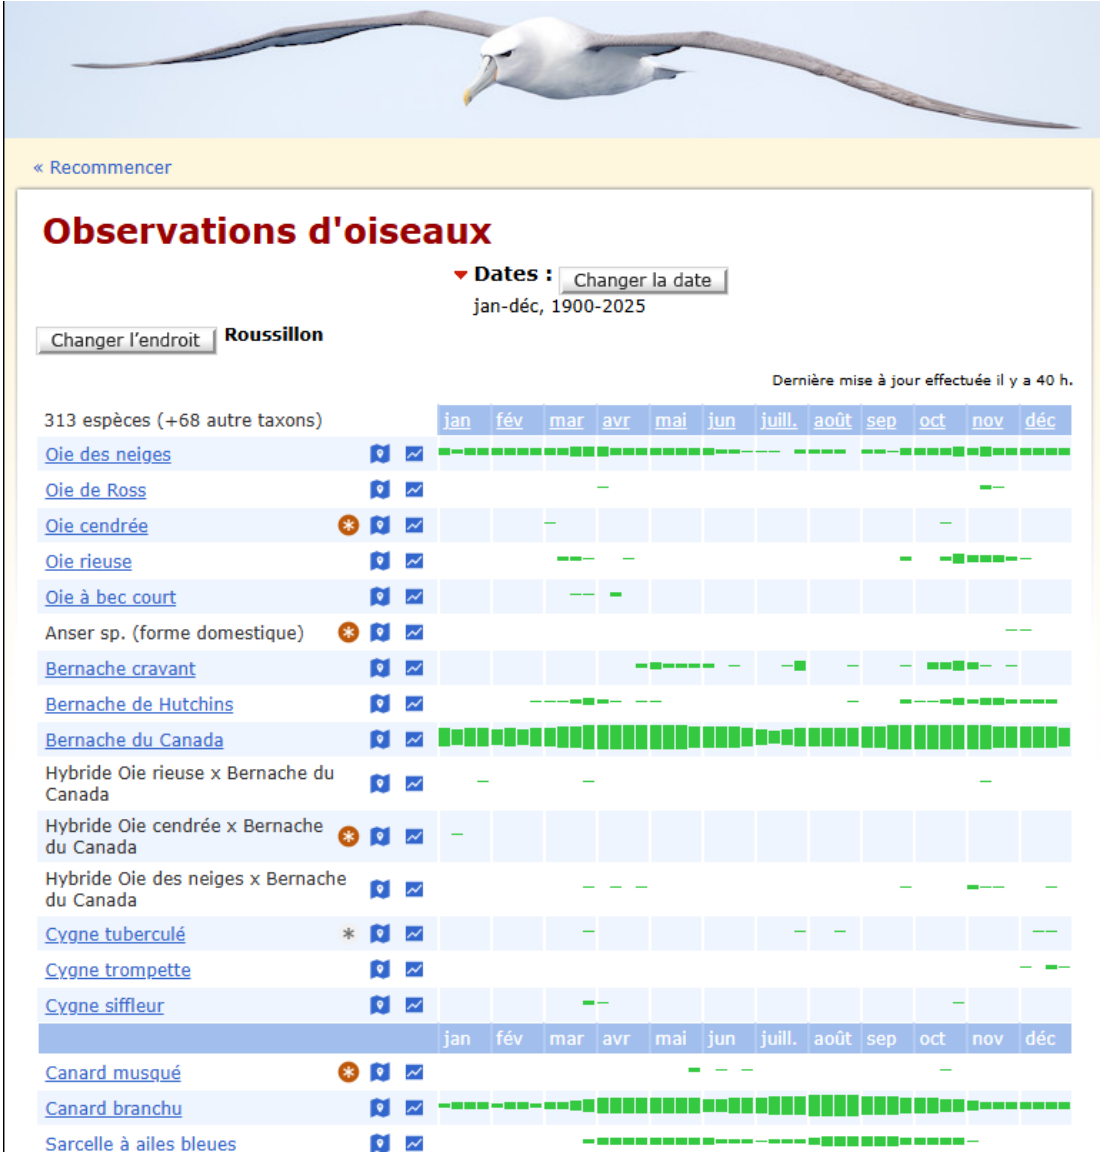 « Recommencer
Observations d'oiseaux
Dates : Changer la date
jan-déc, 1900-2025
Changer l'endroit Roussillon
Dernière mise à jour effectuée il y a 40 h.
313 espèces (+68 autre taxons) jan fév mar avr mai jun juill. août sep oct nov déc
Oie des neiges
Oie de Ross
Oie cendrée
Oie rieuse
Oie à bec court
Anser sp. (forme domestique)
Bernache cravant
Bernache de Hutchins
Bernache du Canada
Hybride Oie rieuse x Bernache du
Canada
Hybride Oie cendrée x Bernache
du Canada
Hybride Oie des neiges x Bernache
du Canada
Cygne tuberculé
Cygne trompette
Cygne siffleur
jan fév mar avr mai jun juill. août sep oct nov déc
Canard musqué
Canard branchu
Sarcelle à ailes bleues